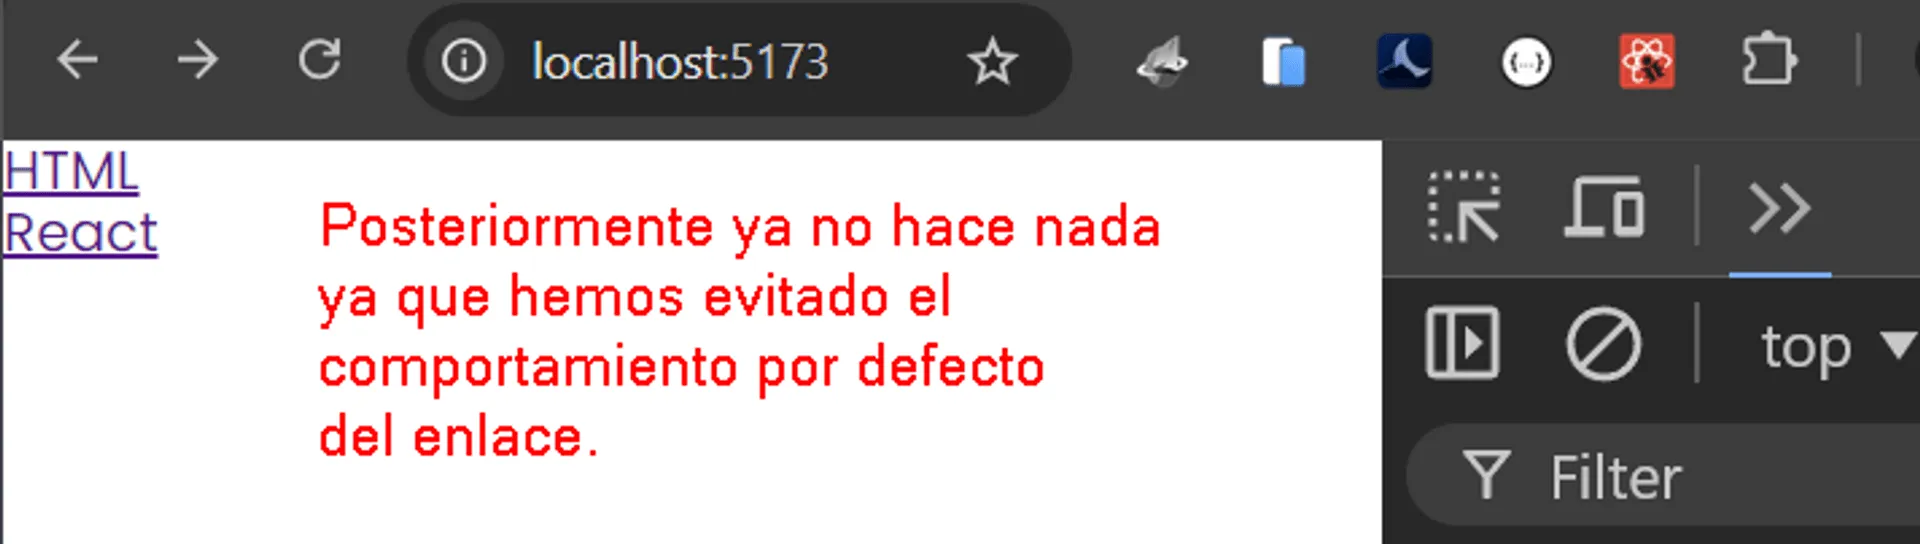 localhost:5173
HTML
React
Posteriormente ya no hace nada
ya que hemos evitado el
comportamiento por defecto
del enlace.
top
Filter